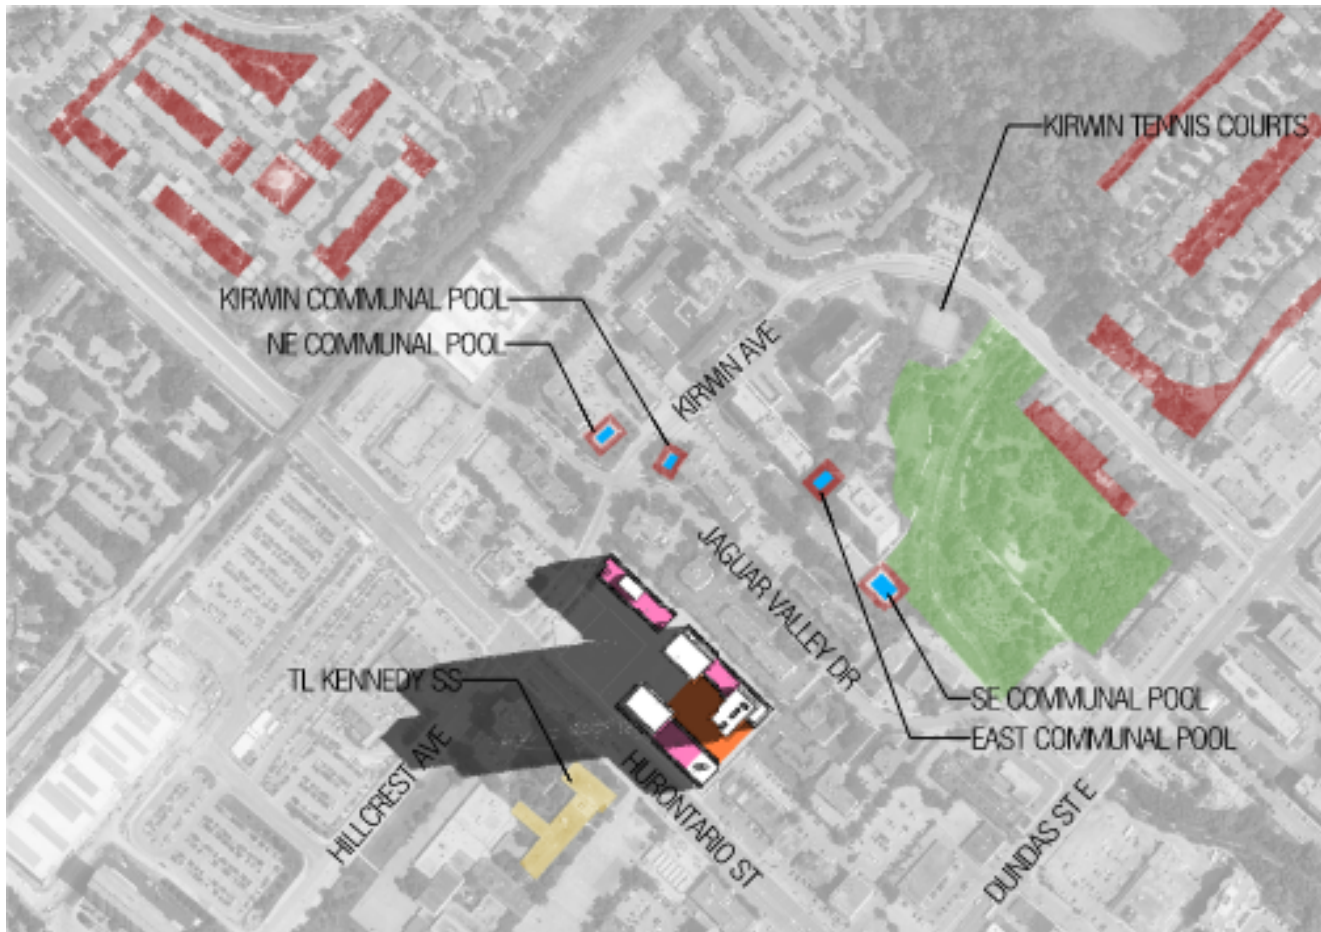 KIRWIN TENNIS COURTS
KIRWIN COMMUNAL POOL
NE COMMUNAL POOL
KIRWIN AVE
JAGUAR VALLEY DR
TL KENNEDY SS
SE COMMUNAL POOL
EAST COMMUNAL POOL
HILLCREST AVE
HURONTARIO ST
DUNDAS ST E